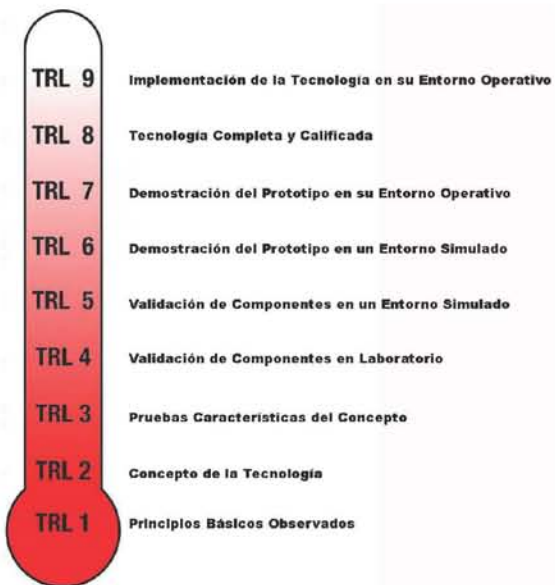 TRL 9 Implementación de la Tecnología en su Entorno Operativo
TRL 8 Tecnología Completa y Calificada
TRL 7 Demostración del Prototipo en su Entorno Operativo
TRL 6 Demostración del Prototipo en un Entorno Simulado
TRL 5 Validación de Componentes en un Entorno Simulado
TRL 4 Validación de Componentes en Laboratorio
TRL 3 Pruebas Características del Concepto
TRL 2 Concepto de la Tecnología
TRL 1 Principios Básicos Observados